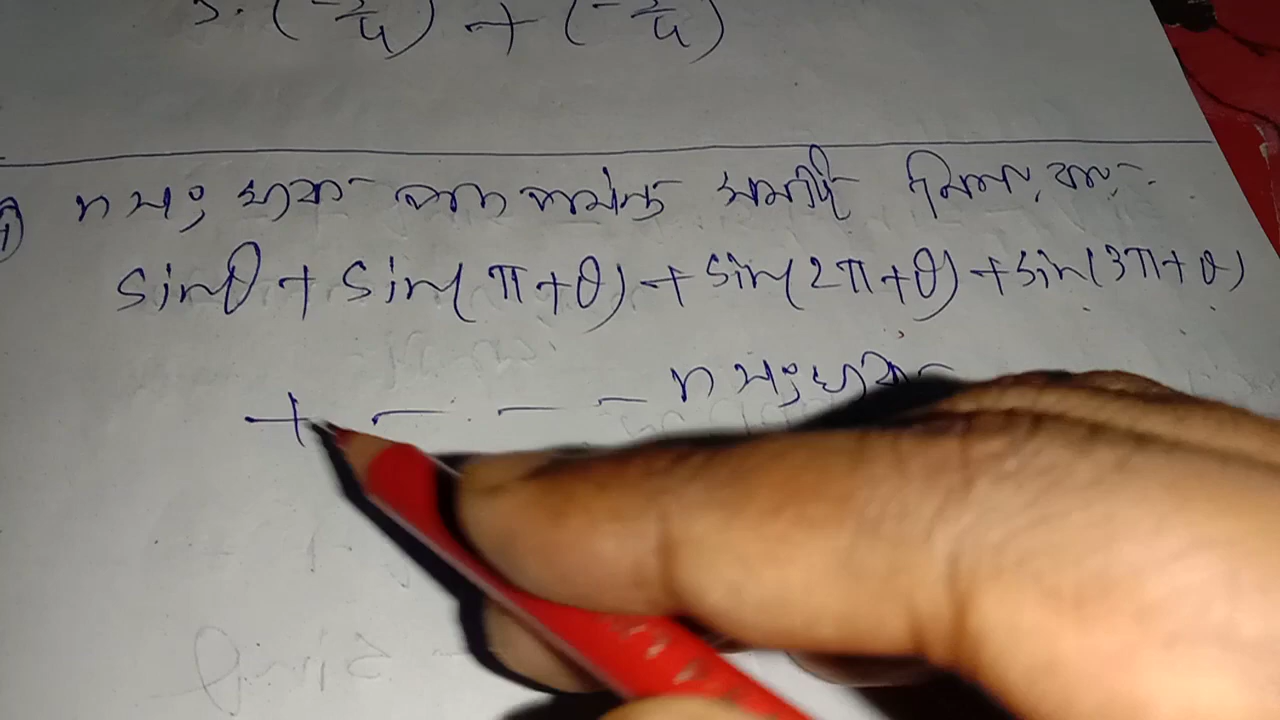 n সংখ্যক পদ পর্যন্ত সমষ্টি নির্ণয় কর:-
sinθ + sin(π+θ) + sin(2π+θ) + sin(3π+θ)
+ - - - n সংখ্যক